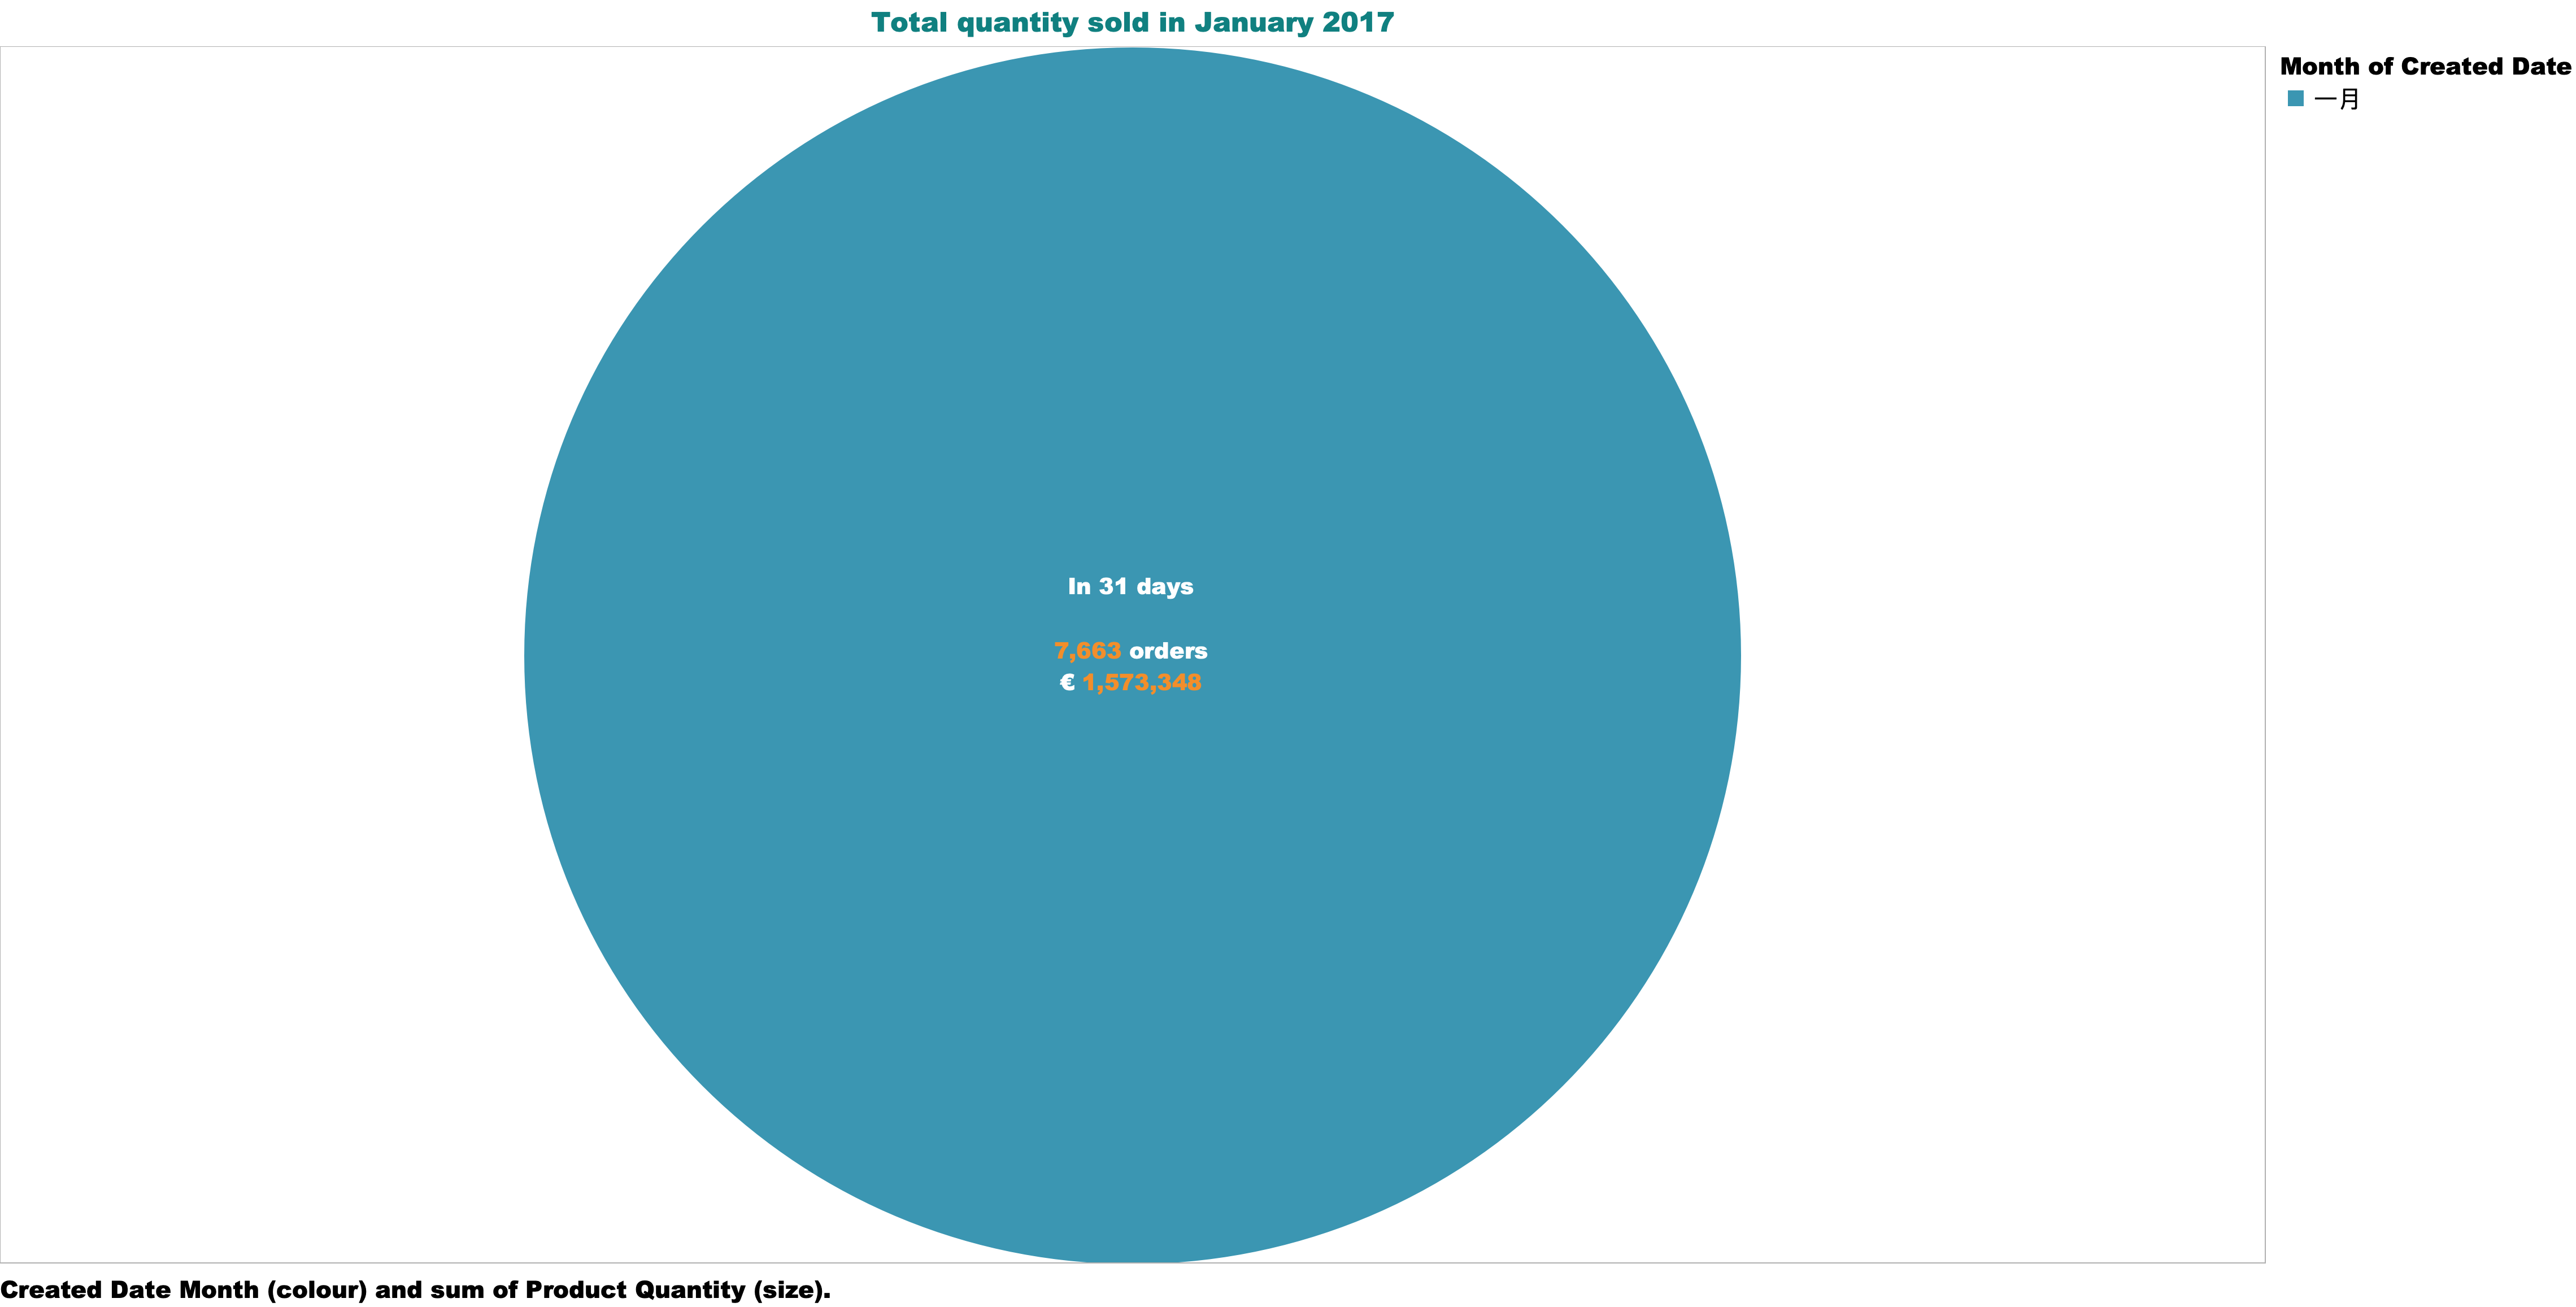 Total quantity sold in January 2017
Month of Created Date
一月
In 31 days
7,663 orders
€ 1,573,348
Created Date Month (colour) and sum of Product Quantity (size).